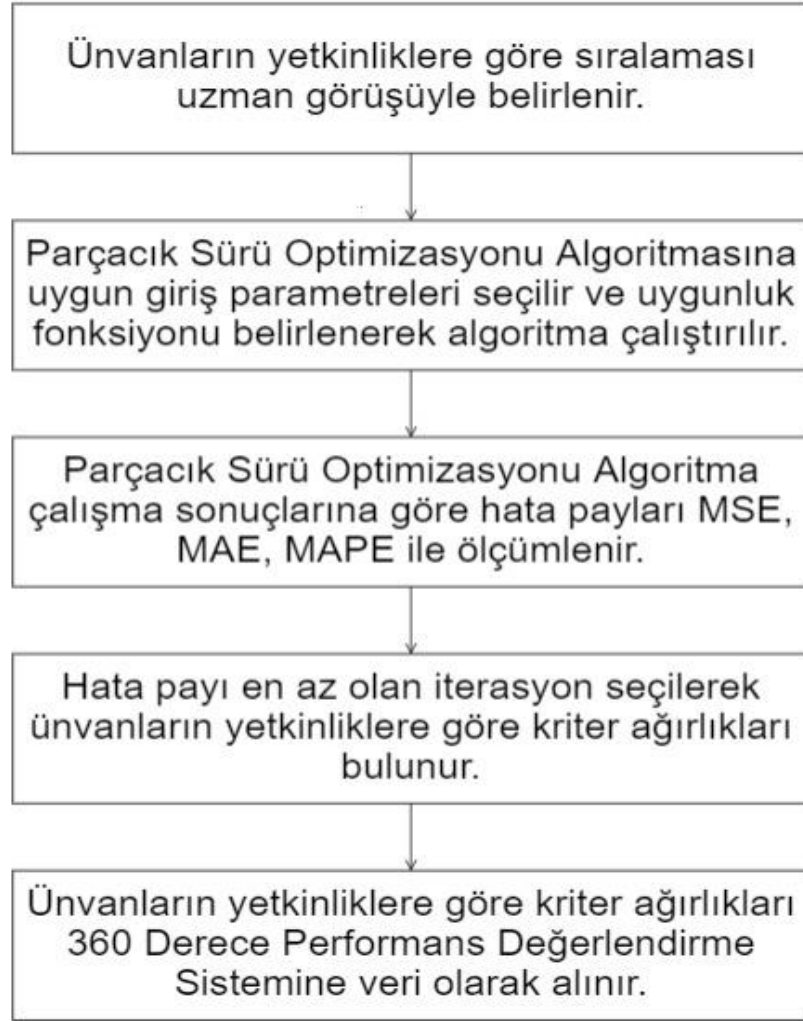 Ünvanların yetkinliklere göre sıralaması
uzman görüşüyle belirlenir.
Parçacık Sürü Optimizasyonu Algoritmasına
uygun giriş parametreleri seçilir ve uygunluk
fonksiyonu belirlenerek algoritma çalıştırılır.
Parçacık Sürü Optimizasyonu Algoritma
çalışma sonuçlarına göre hata payları MSE,
MAE, MAPE ile ölçümlenir.
Hata payı en az olan iterasyon seçilerek
ünvanların yetkinliklere göre kriter ağırlıkları
bulunur.
Ünvanların yetkinliklere göre kriter ağırlıkları
360 Derece Performans Değerlendirme
Sistemine veri olarak alınır.